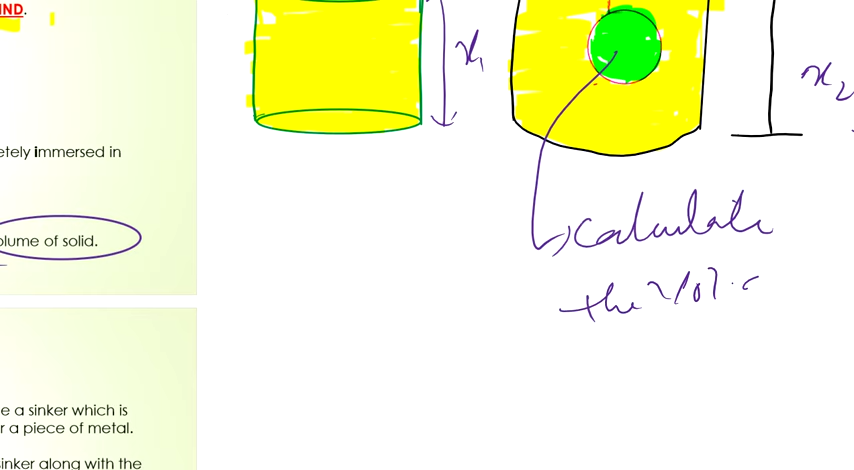 IND.
etely immersed in
olume of solid.
e a sinker which is
r a piece of metal.
sinker along with the
x₁
x₂
calculate
the vol.